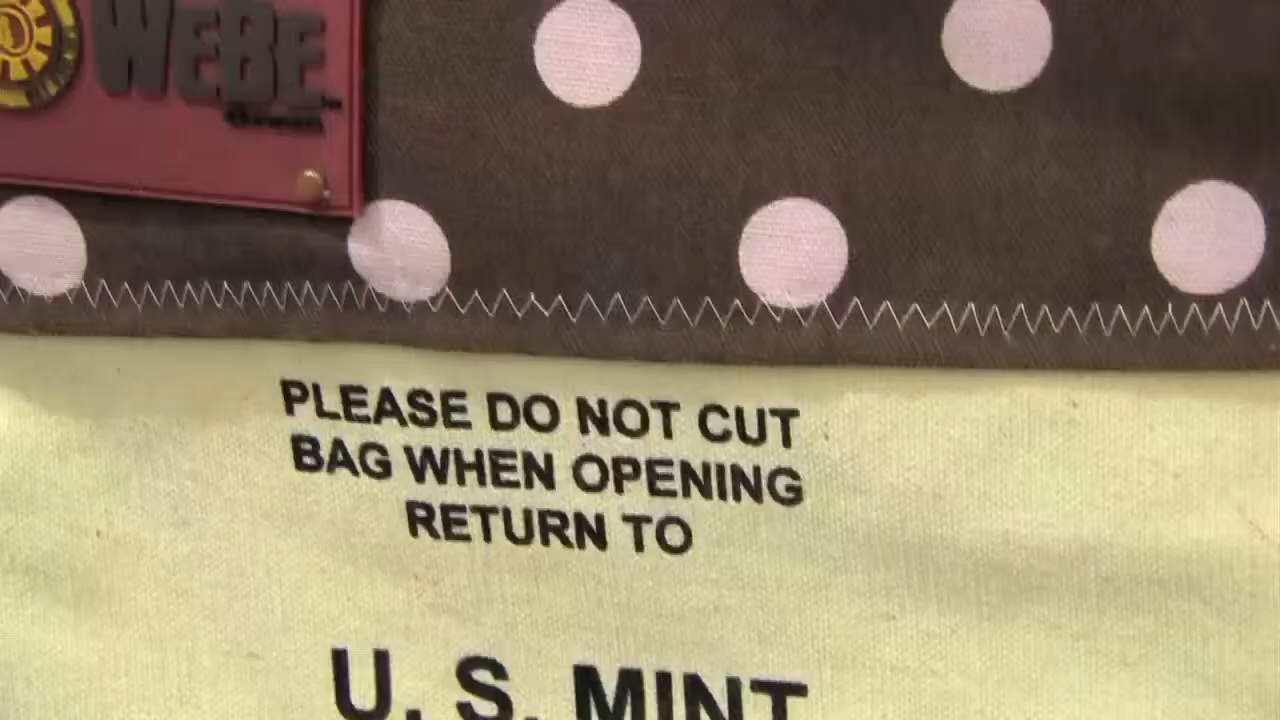 WEBE
PLEASE DO NOT CUT
BAG WHEN OPENING
RETURN TO
U. S. MINT